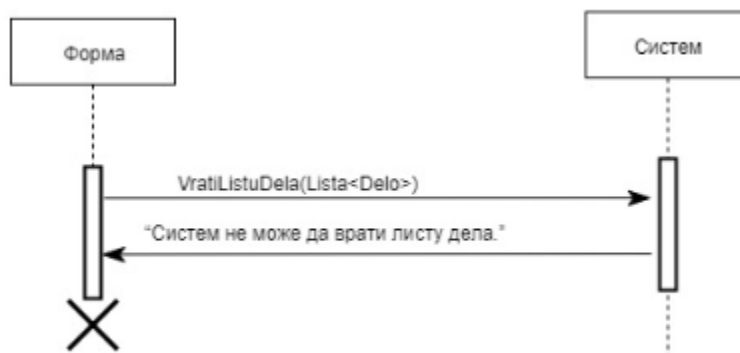 Форма
Систем
VratiListuDela(Lista<Delo>)
“Систем не може да врати листу дела.”